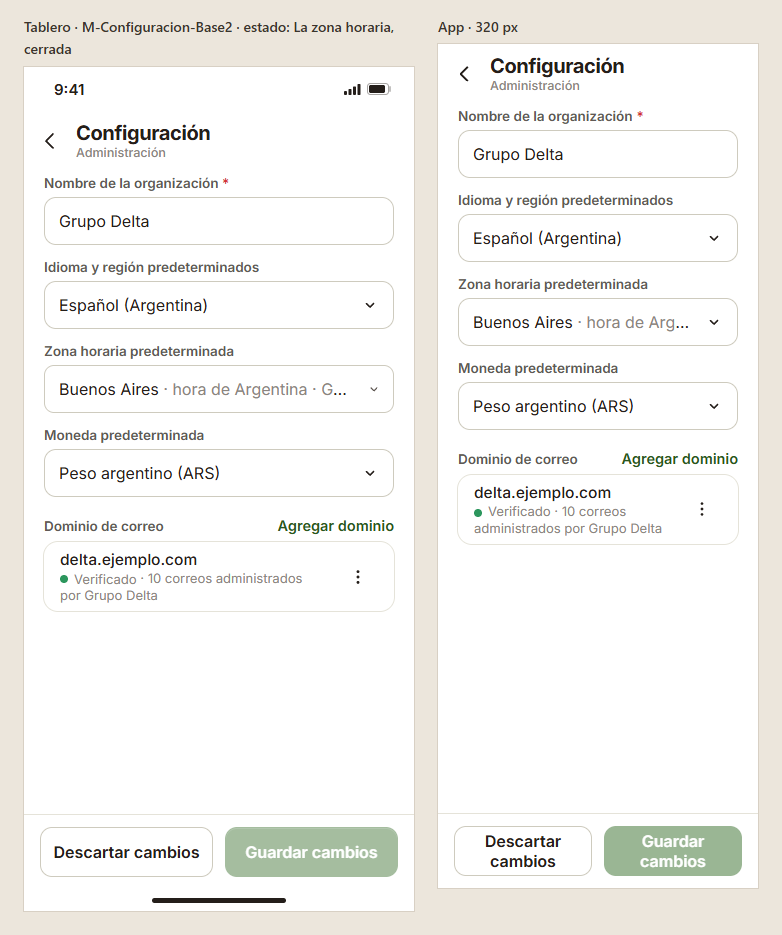 Tablero · M-Configuracion-Base2 · estado: La zona horaria,
cerrada
9:41
Configuración
Administración
Nombre de la organización *
Grupo Delta
Idioma y región predeterminados
Español (Argentina)
Zona horaria predeterminada
Buenos Aires · hora de Argentina · G...
Moneda predeterminada
Peso argentino (ARS)
Dominio de correo
Agregar dominio
delta.ejemplo.com
Verificado · 10 correos administrados
por Grupo Delta
Descartar cambios
Guardar cambios
App · 320 px
Configuración
Administración
Nombre de la organización *
Grupo Delta
Idioma y región predeterminados
Español (Argentina)
Zona horaria predeterminada
Buenos Aires · hora de Arg...
Moneda predeterminada
Peso argentino (ARS)
Dominio de correo
Agregar dominio
delta.ejemplo.com
Verificado · 10 correos
administrados por Grupo Delta
Descartar
cambios
Guardar
cambios